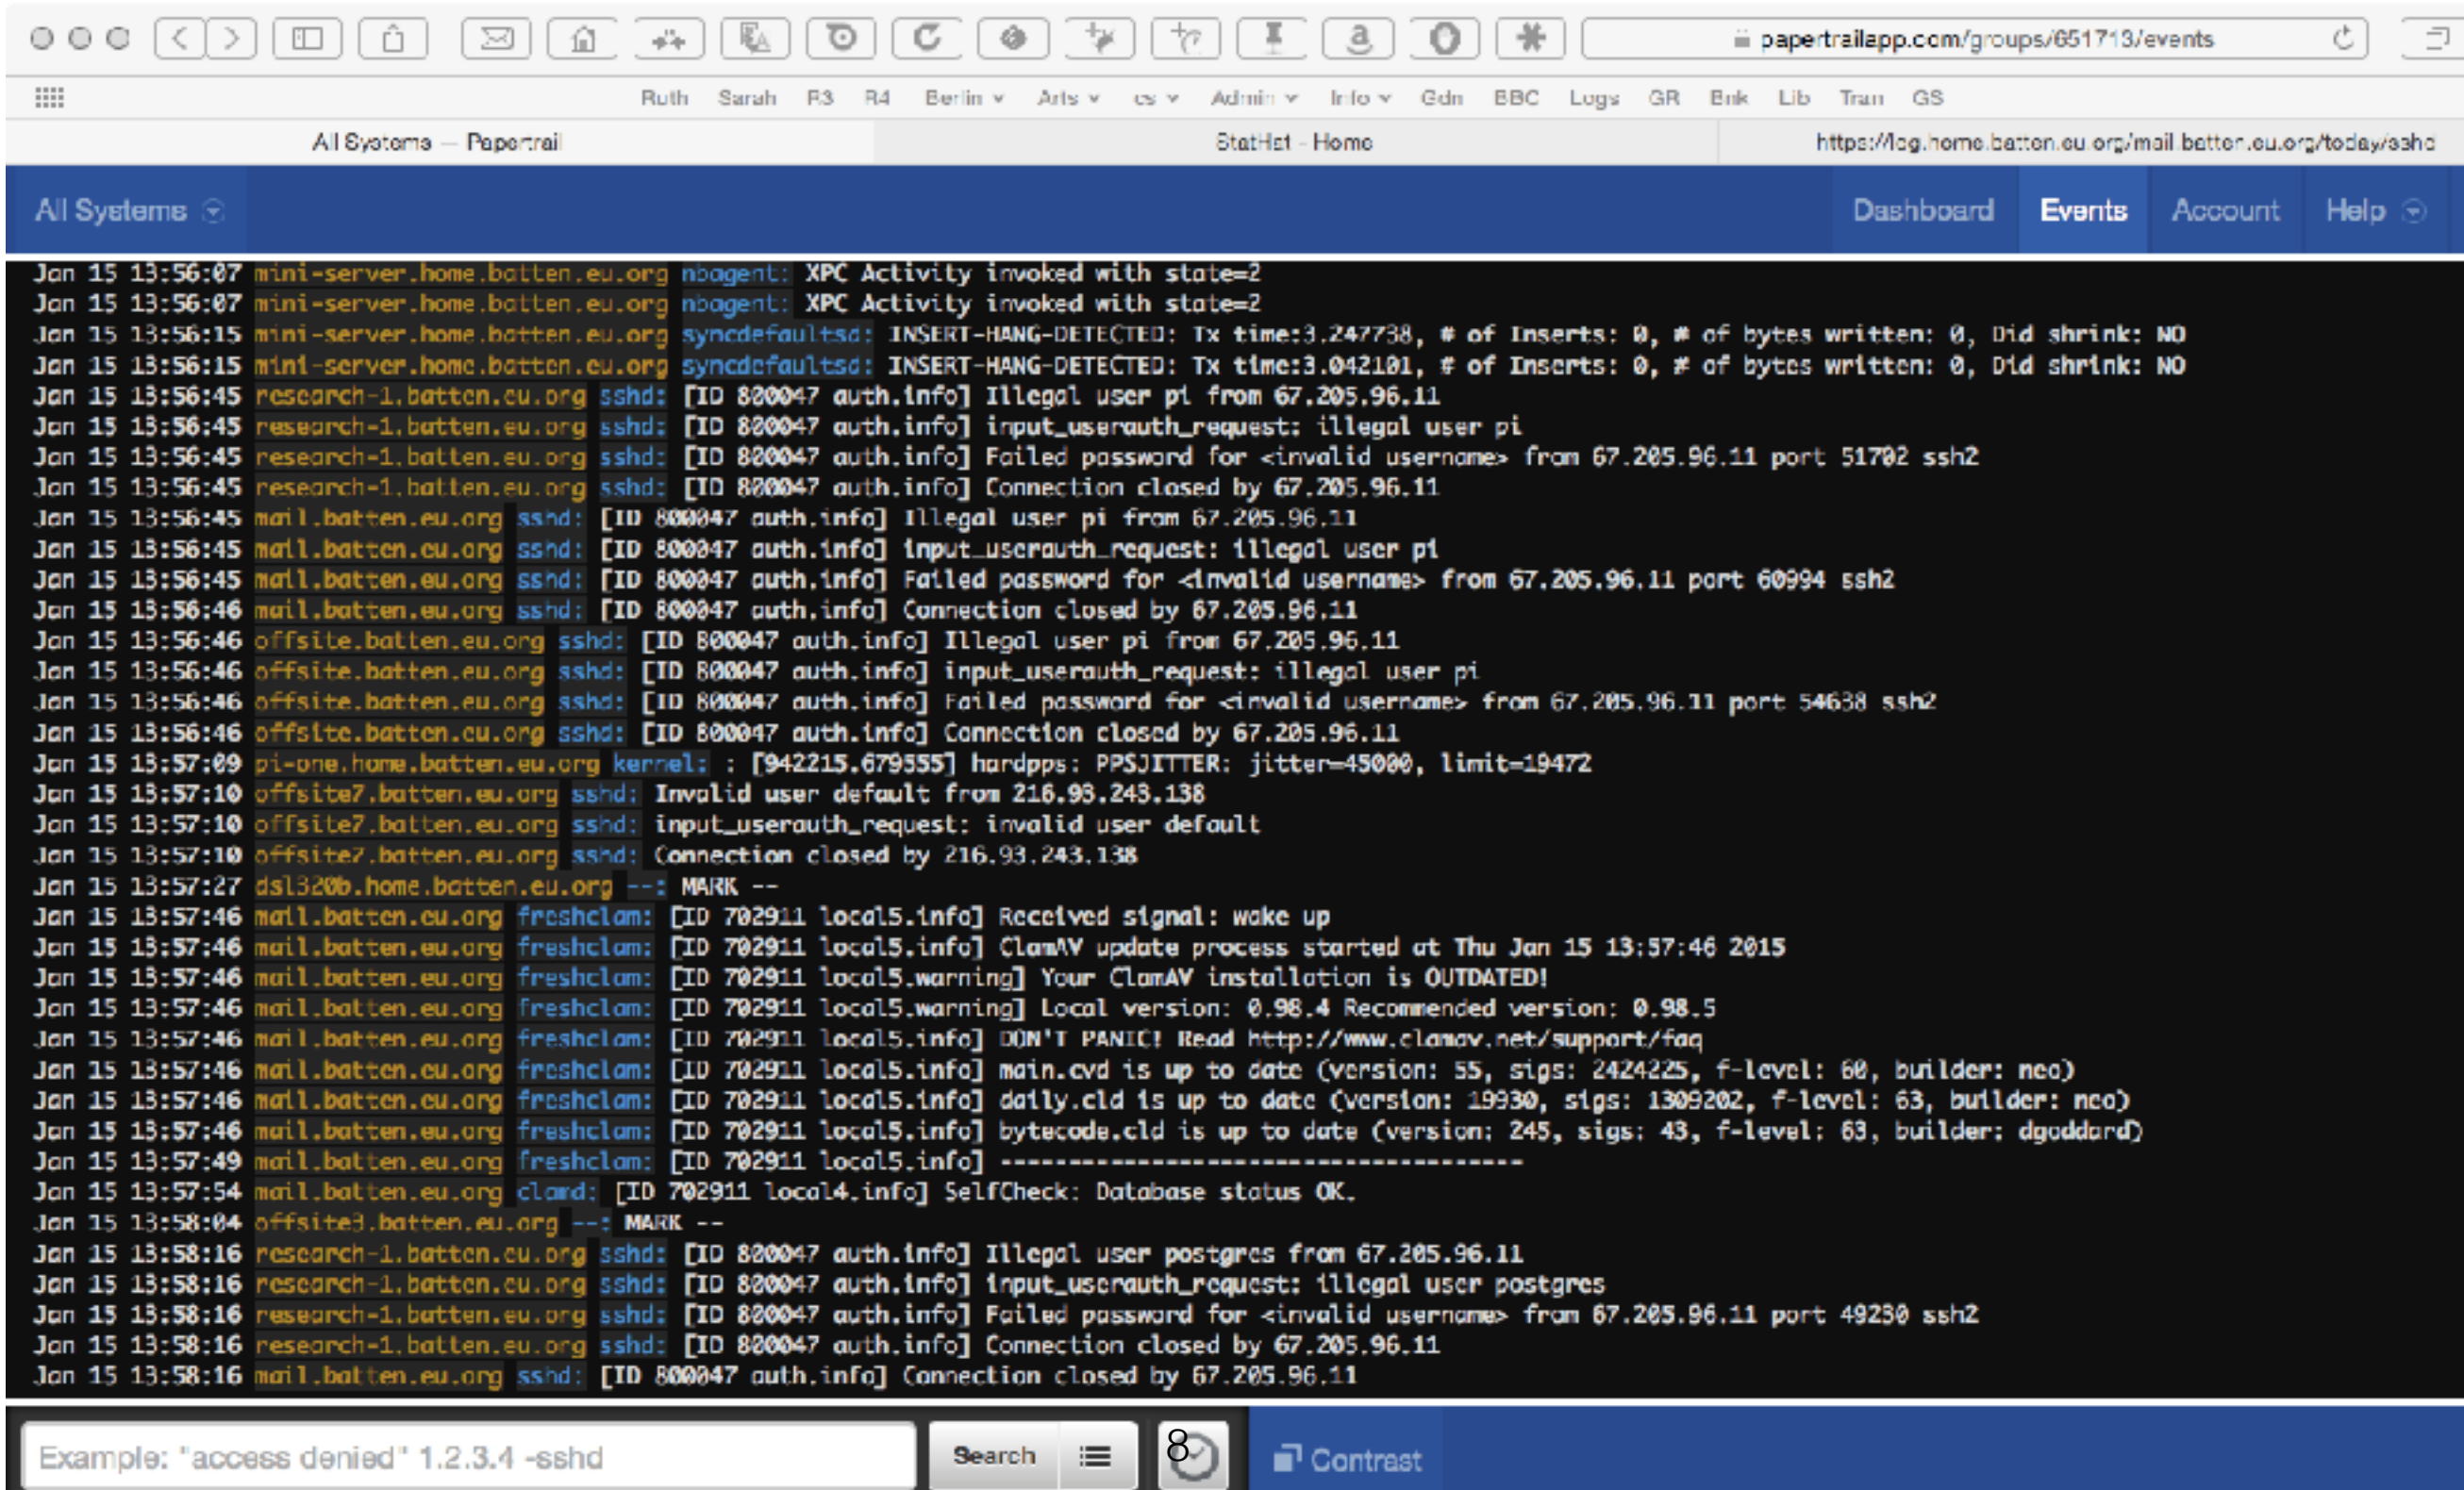 papertrailapp.com/groups/651713/events
Ruth Sarah R3 R4 Berlin Arts cs Admin Info Gdn BBC Logs GR Bnk Lib Tran GS
All Systems — Papertrail StatHat - Home https://log.home.batten.eu.org/mail.batten.eu.org/today/sshd
All Systems Dashboard Events Account Help
Jan 15 13:56:07 mini-server.home.batten.eu.org nbagent: XPC Activity invoked with state=2
Jan 15 13:56:07 mini-server.home.batten.eu.org nbagent: XPC Activity invoked with state=2
Jan 15 13:56:15 mini-server.home.batten.eu.org syncdefaultsd: INSERT-HANG-DETECTED: Tx time:3.247738, # of Inserts: 0, # of bytes written: 0, Did shrink: NO
Jan 15 13:56:15 mini-server.home.batten.eu.org syncdefaultsd: INSERT-HANG-DETECTED: Tx time:3.042101, # of Inserts: 0, # of bytes written: 0, Did shrink: NO
Jan 15 13:56:45 research-1.batten.eu.org sshd: [ID 800047 auth.info] Illegal user pi from 67.205.96.11
Jan 15 13:56:45 research-1.batten.eu.org sshd: [ID 800047 auth.info] input_userauth_request: illegal user pi
Jan 15 13:56:45 research-1.batten.eu.org sshd: [ID 800047 auth.info] Failed password for <invalid username> from 67.205.96.11 port 51702 ssh2
Jan 15 13:56:45 research-1.batten.eu.org sshd: [ID 800047 auth.info] Connection closed by 67.205.96.11
Jan 15 13:56:45 mail.batten.eu.org sshd: [ID 800047 auth.info] Illegal user pi from 67.205.96.11
Jan 15 13:56:45 mail.batten.eu.org sshd: [ID 800047 auth.info] input_userauth_request: illegal user pi
Jan 15 13:56:45 mail.batten.eu.org sshd: [ID 800047 auth.info] Failed password for <invalid username> from 67.205.96.11 port 60994 ssh2
Jan 15 13:56:46 mail.batten.eu.org sshd: [ID 800047 auth.info] Connection closed by 67.205.96.11
Jan 15 13:56:46 offsite.batten.eu.org sshd: [ID 800047 auth.info] Illegal user pi from 67.205.96.11
Jan 15 13:56:46 offsite.batten.eu.org sshd: [ID 800047 auth.info] input_userauth_request: illegal user pi
Jan 15 13:56:46 offsite.batten.eu.org sshd: [ID 800047 auth.info] Failed password for <invalid username> from 67.205.96.11 port 54638 ssh2
Jan 15 13:56:46 offsite.batten.eu.org sshd: [ID 800047 auth.info] Connection closed by 67.205.96.11
Jan 15 13:57:09 pi-one.home.batten.eu.org kernel: : [942215.679555] hardpps: PPSJITTER: jitter=45000, limit=19472
Jan 15 13:57:10 offsite7.batten.eu.org sshd: Invalid user default from 216.93.243.138
Jan 15 13:57:10 offsite7.batten.eu.org sshd: input_userauth_request: invalid user default
Jan 15 13:57:10 offsite7.batten.eu.org sshd: Connection closed by 216.93.243.138
Jan 15 13:57:27 dsl320b.home.batten.eu.org --: MARK --
Jan 15 13:57:46 mail.batten.eu.org freshclam: [ID 702911 local5.info] Received signal: wake up
Jan 15 13:57:46 mail.batten.eu.org freshclam: [ID 702911 local5.info] ClamAV update process started at Thu Jan 15 13:57:46 2015
Jan 15 13:57:46 mail.batten.eu.org freshclam: [ID 702911 local5.warning] Your ClamAV installation is OUTDATED!
Jan 15 13:57:46 mail.batten.eu.org freshclam: [ID 702911 local5.warning] Local version: 0.98.4 Recommended version: 0.98.5
Jan 15 13:57:46 mail.batten.eu.org freshclam: [ID 702911 local5.info] DON'T PANIC! Read http://www.clamav.net/support/faq
Jan 15 13:57:46 mail.batten.eu.org freshclam: [ID 702911 local5.info] main.cvd is up to date (version: 55, sigs: 2424225, f-level: 60, builder: neo)
Jan 15 13:57:46 mail.batten.eu.org freshclam: [ID 702911 local5.info] daily.cld is up to date (version: 19930, sigs: 1309202, f-level: 63, builder: neo)
Jan 15 13:57:46 mail.batten.eu.org freshclam: [ID 702911 local5.info] bytecode.cld is up to date (version: 245, sigs: 43, f-level: 63, builder: dgoddard)
Jan 15 13:57:49 mail.batten.eu.org freshclam: [ID 702911 local5.info] --------------------------------------
Jan 15 13:57:54 mail.batten.eu.org clamd: [ID 702911 local4.info] SelfCheck: Database status OK.
Jan 15 13:58:04 offsite3.batten.eu.org --: MARK --
Jan 15 13:58:16 research-1.batten.eu.org sshd: [ID 800047 auth.info] Illegal user postgres from 67.205.96.11
Jan 15 13:58:16 research-1.batten.eu.org sshd: [ID 800047 auth.info] input_userauth_request: illegal user postgres
Jan 15 13:58:16 research-1.batten.eu.org sshd: [ID 800047 auth.info] Failed password for <invalid username> from 67.205.96.11 port 49230 ssh2
Jan 15 13:58:16 research-1.batten.eu.org sshd: [ID 800047 auth.info] Connection closed by 67.205.96.11
Jan 15 13:58:16 mail.batten.eu.org sshd: [ID 800047 auth.info] Connection closed by 67.205.96.11
Example: "access denied" 1.2.3.4 -sshd Search 8 Contrast